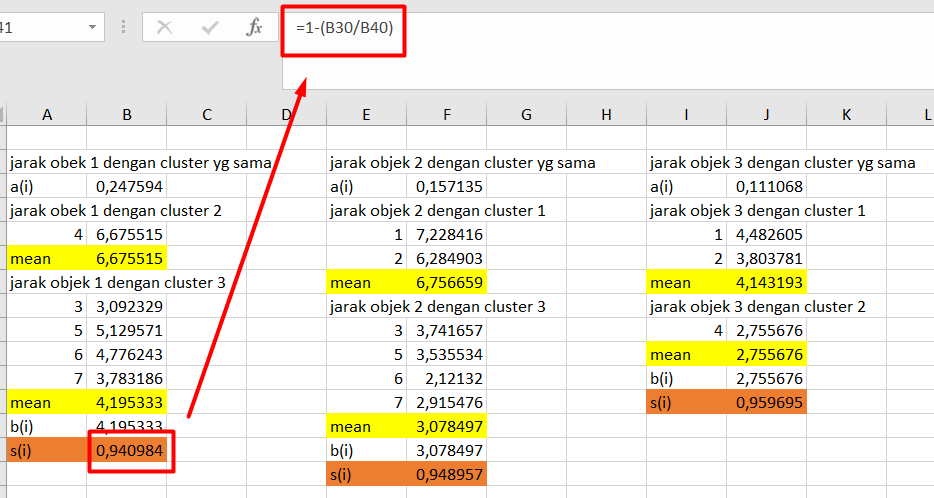 41
fx
=1-(B30/B40)
A B C D E F G H I J K L
jarak obek 1 dengan cluster yg sama jarak objek 2 dengan cluster yg sama jarak objek 3 dengan cluster yg sama
a(i) 0,247594 a(i) 0,157135 a(i) 0,111068
jarak obek 1 dengan cluster 2 jarak objek 2 dengan cluster 1 jarak objek 3 dengan cluster 1
4 6,675515 1 7,228416 1 4,482605
mean 6,675515 2 6,284903 2 3,803781
jarak objek 1 dengan cluster 3 mean 6,756659 mean 4,143193
3 3,092329 jarak objek 2 dengan cluster 3 jarak objek 3 dengan cluster 2
5 5,129571 3 3,741657 4 2,755676
6 4,776243 5 3,535534 mean 2,755676
7 3,783186 6 2,12132 b(i) 2,755676
mean 4,195333 7 2,915476 s(i) 0,959695
b(i) 4,195333 mean 3,078497
s(i) 0,940984 b(i) 3,078497
s(i) 0,948957